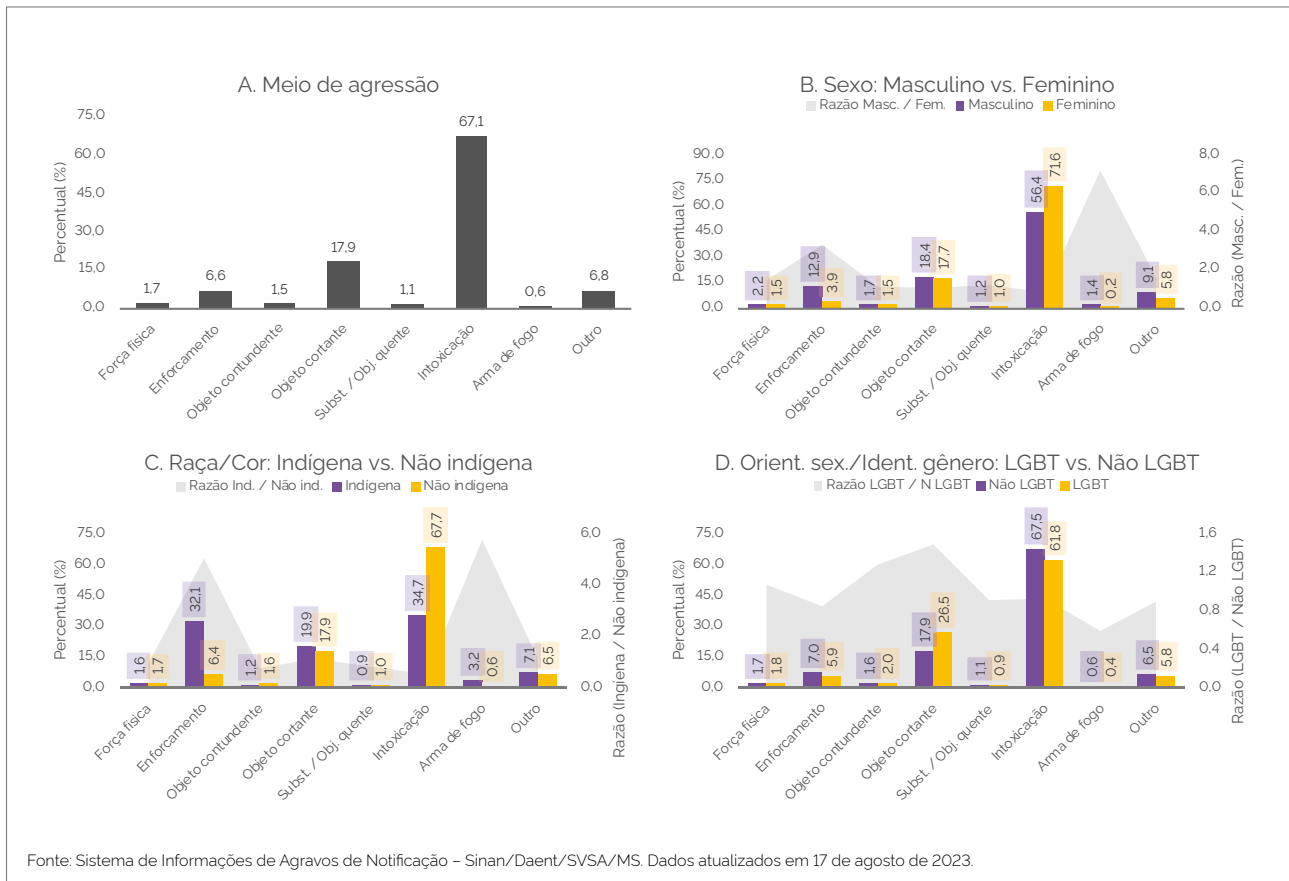 A. Meio de agressão
Percentual (%)
75,0
60,0
45,0
30,0
15,0
0,0
1,7
6,6
1,5
17,9
1,1
67,1
0,6
6,8
Força física
Enforcamento
Objeto contundente
Objeto cortante
Subst. / Obj. quente
Intoxicação
Arma de fogo
Outro
B. Sexo: Masculino vs. Feminino
Razão Masc. / Fem. Masculino Feminino
Percentual (%)
90,0
75,0
60,0
45,0
30,0
15,0
0,0
2,2
1,5
12,9
3,9
1,7
1,5
18,4
17,7
1,2
1,0
56,4
71,6
1,4
0,2
9,1
5,8
8,0
6,0
4,0
2,0
0,0
Razão (Masc. / Fem.)
Força física
Enforcamento
Objeto contundente
Objeto cortante
Subst. / Obj. quente
Intoxicação
Arma de fogo
Outro
C. Raça/Cor: Indígena vs. Não indígena
Razão Ind. / Não ind. Indígena Não indígena
Percentual (%)
75,0
60,0
45,0
30,0
15,0
0,0
1,6
1,7
32,1
6,4
1,2
1,6
19,9
17,9
0,9
1,0
34,7
67,7
3,2
0,6
7,1
6,5
6,0
4,0
2,0
0,0
Razão (Ingiena / Não indígena)
Força física
Enforcamento
Objeto contundente
Objeto cortante
Subst. / Obj. quente
Intoxicação
Arma de fogo
Outro
D. Orient. sex./Ident. gênero: LGBT vs. Não LGBT
Razão LGBT / N LGBT Não LGBT LGBT
Percentual (%)
75,0
60,0
45,0
30,0
15,0
0,0
1,7
1,8
7,0
5,9
1,6
2,0
17,9
26,5
1,1
0,9
67,5
61,8
0,6
0,4
6,5
5,8
1,6
1,2
0,8
0,4
0,0
Razão (LGBT / Não LGBT)
Força física
Enforcamento
Objeto contundente
Objeto cortante
Subst. / Obj. quente
Intoxicação
Arma de fogo
Outro
Fonte: Sistema de Informações de Agravos de Notificação – Sinan/Daent/SVSA/MS. Dados atualizados em 17 de agosto de 2023.